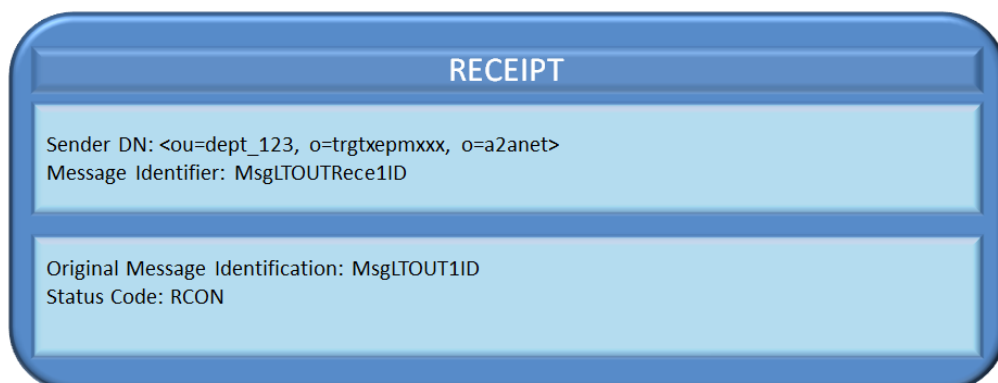 RECEIPT
Sender DN: <ou=dept_123, o=trgtxepmxxx, o=a2anet>
Message Identifier: MsgLTOUTRece1ID
Original Message Identification: MsgLTOUT1ID
Status Code: RCON